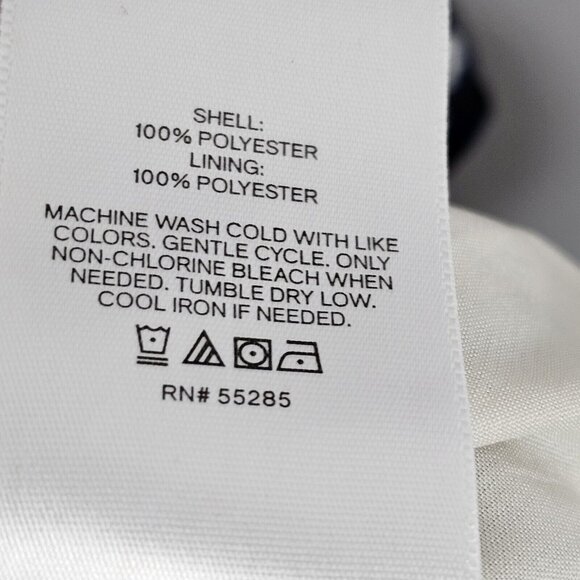 SHELL:
100% POLYESTER
LINING:
100% POLYESTER
MACHINE WASH COLD WITH LIKE
COLORS. GENTLE CYCLE. ONLY
NON-CHLORINE BLEACH WHEN
NEEDED. TUMBLE DRY LOW.
COOL IRON IF NEEDED.
RN# 55285